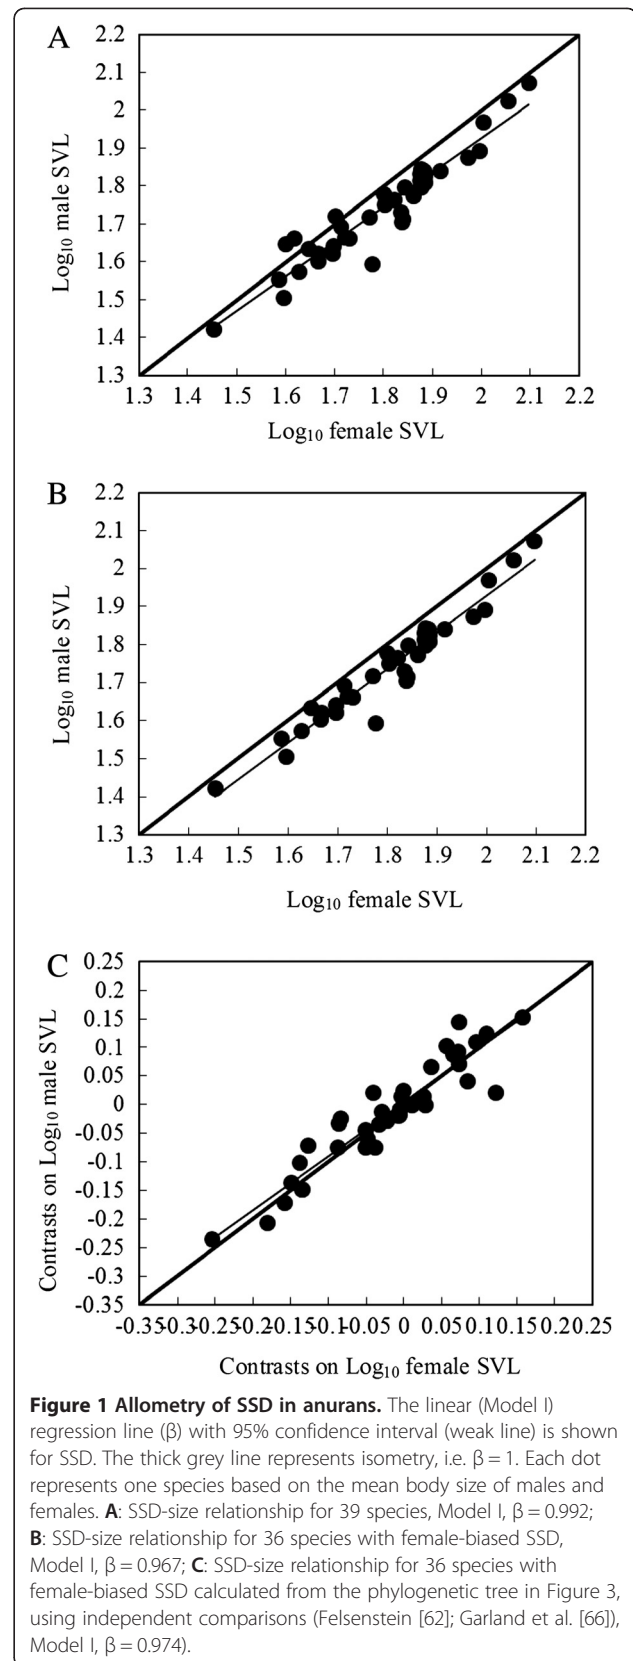 A
2.2
2.1
2
1.9
1.8
1.7
1.6
1.5
1.4
1.3
Log10 male SVL
1.3 1.4 1.5 1.6 1.7 1.8 1.9 2 2.1 2.2
Log10 female SVL
B
2.2
2.1
2
1.9
1.8
1.7
1.6
1.5
1.4
1.3
Log10 male SVL
1.3 1.4 1.5 1.6 1.7 1.8 1.9 2 2.1 2.2
Log10 female SVL
C
0.25
0.2
0.15
0.1
0.05
0
-0.05
-0.1
-0.15
-0.2
-0.25
-0.3
-0.35
Contrasts on Log10 male SVL
-0.35 -0.3 -0.25 -0.2 -0.15 -0.1 -0.05 0 0.05 0.1 0.15 0.2 0.25
Contrasts on Log10 female SVL
Figure 1 Allometry of SSD in anurans. The linear (Model I)
regression line (β) with 95% confidence interval (weak line) is shown
for SSD. The thick grey line represents isometry, i.e. β = 1. Each dot
represents one species based on the mean body size of males and
females. A: SSD-size relationship for 39 species, Model I, β = 0.992;
B: SSD-size relationship for 36 species with female-biased SSD,
Model I, β = 0.967; C: SSD-size relationship for 36 species with
female-biased SSD calculated from the phylogenetic tree in Figure 3,
using independent comparisons (Felsenstein [62]; Garland et al. [66]),
Model I, β = 0.974).